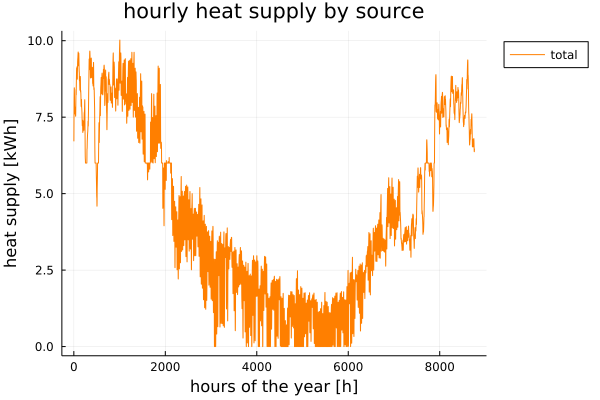 hourly heat supply by source
10.0
total
7.5
5.0
2.5
0.0
heat supply [kWh]
0
2000
4000
6000
8000
hours of the year [h]